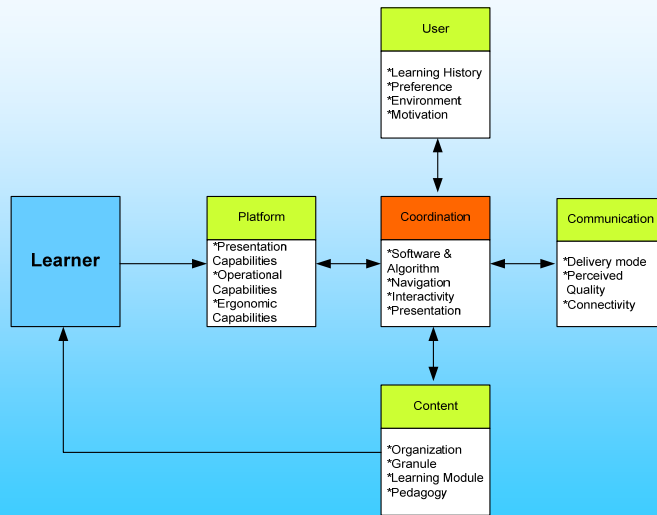 User
*Learning History
*Preference
*Environment
*Motivation
Learner
Platform
*Presentation
Capabilities
*Operational
Capabilities
*Ergonomic
Capabilities
Coordination
*Software &
Algorithm
*Navigation
*Interactivity
*Presentation
Communication
*Delivery mode
*Perceived
Quality
*Connectivity
Content
*Organization
*Granule
*Learning Module
*Pedagogy